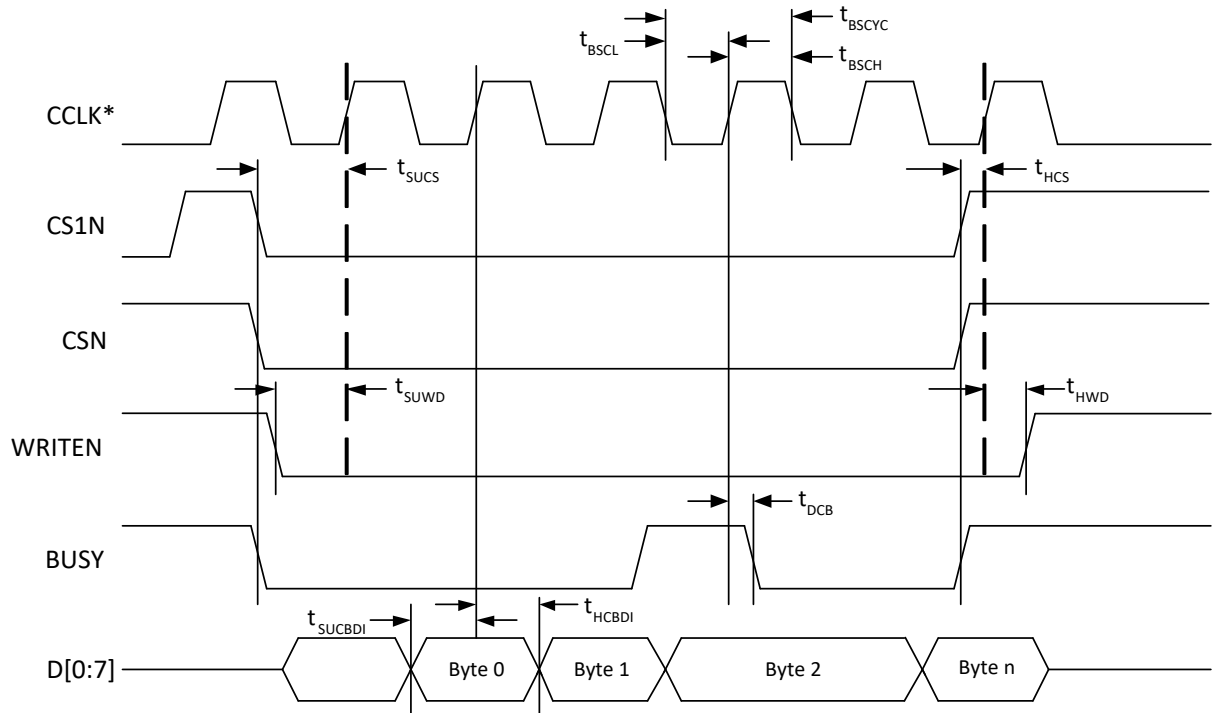 tBSCYC
tBSCL
tBSCH
CCLK*
tSUCS
tHCS
CS1N
CSN
tSUWD
tHWD
WRITEN
tDCB
BUSY
tSUCBDI
tHCBDI
D[0:7]
Byte 0
Byte 1
Byte 2
Byte n